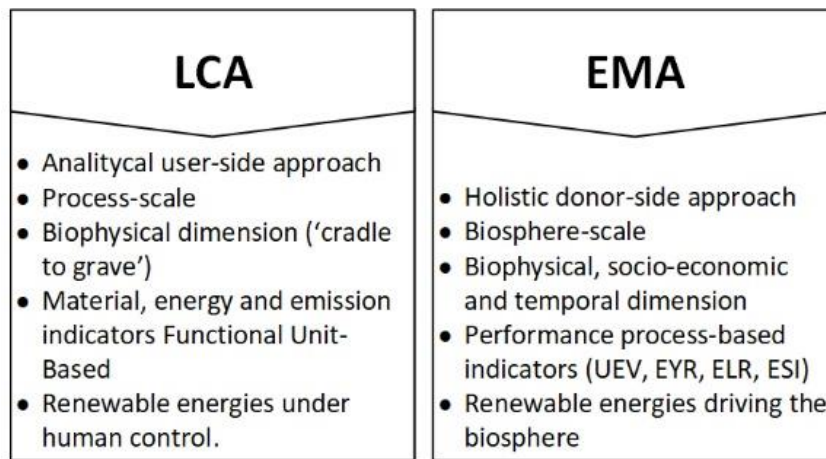 LCA
● Analitycal user-side approach
● Process-scale
● Biophysical dimension (‘cradle
to grave’)
● Material, energy and emission
indicators Functional Unit-
Based
● Renewable energies under
human control.
EMA
● Holistic donor-side approach
● Biosphere-scale
● Biophysical, socio-economic
and temporal dimension
● Performance process-based
indicators (UEV, EYR, ELR, ESI)
● Renewable energies driving the
biosphere